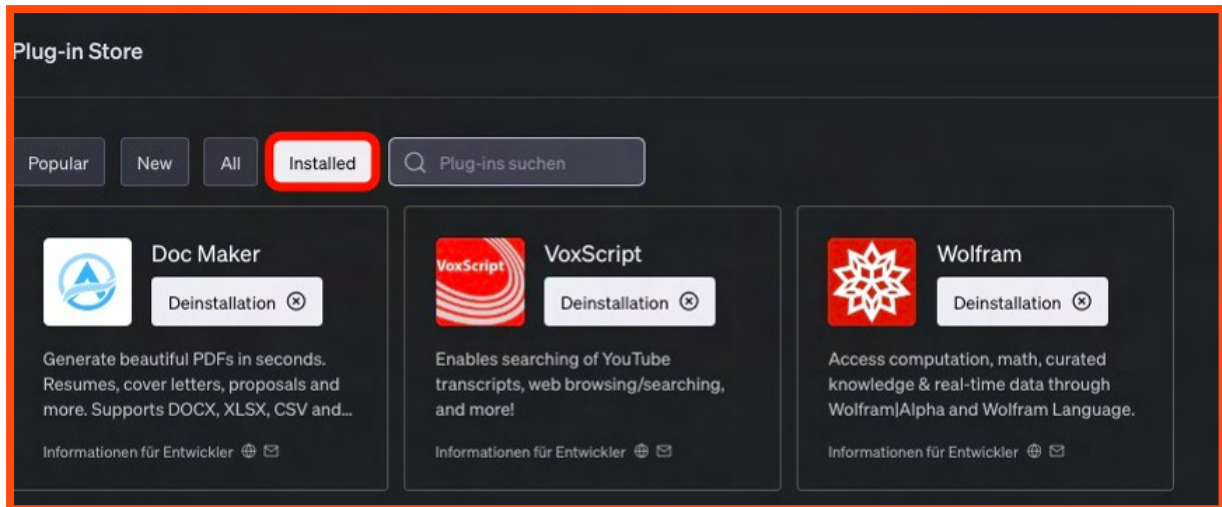 Plug-in Store
Popular
New
All
Installed
Plug-ins suchen
Doc Maker
Deinstallation
Generate beautiful PDFs in seconds.
Resumes, cover letters, proposals and
more. Supports DOCX, XLSX, CSV and...
Informationen für Entwickler
VoxScript
VoxScript
Deinstallation
Enables searching of YouTube
transcripts, web browsing/searching,
and more!
Informationen für Entwickler
Wolfram
Deinstallation
Access computation, math, curated
knowledge & real-time data through
Wolfram|Alpha and Wolfram Language.
Informationen für Entwickler